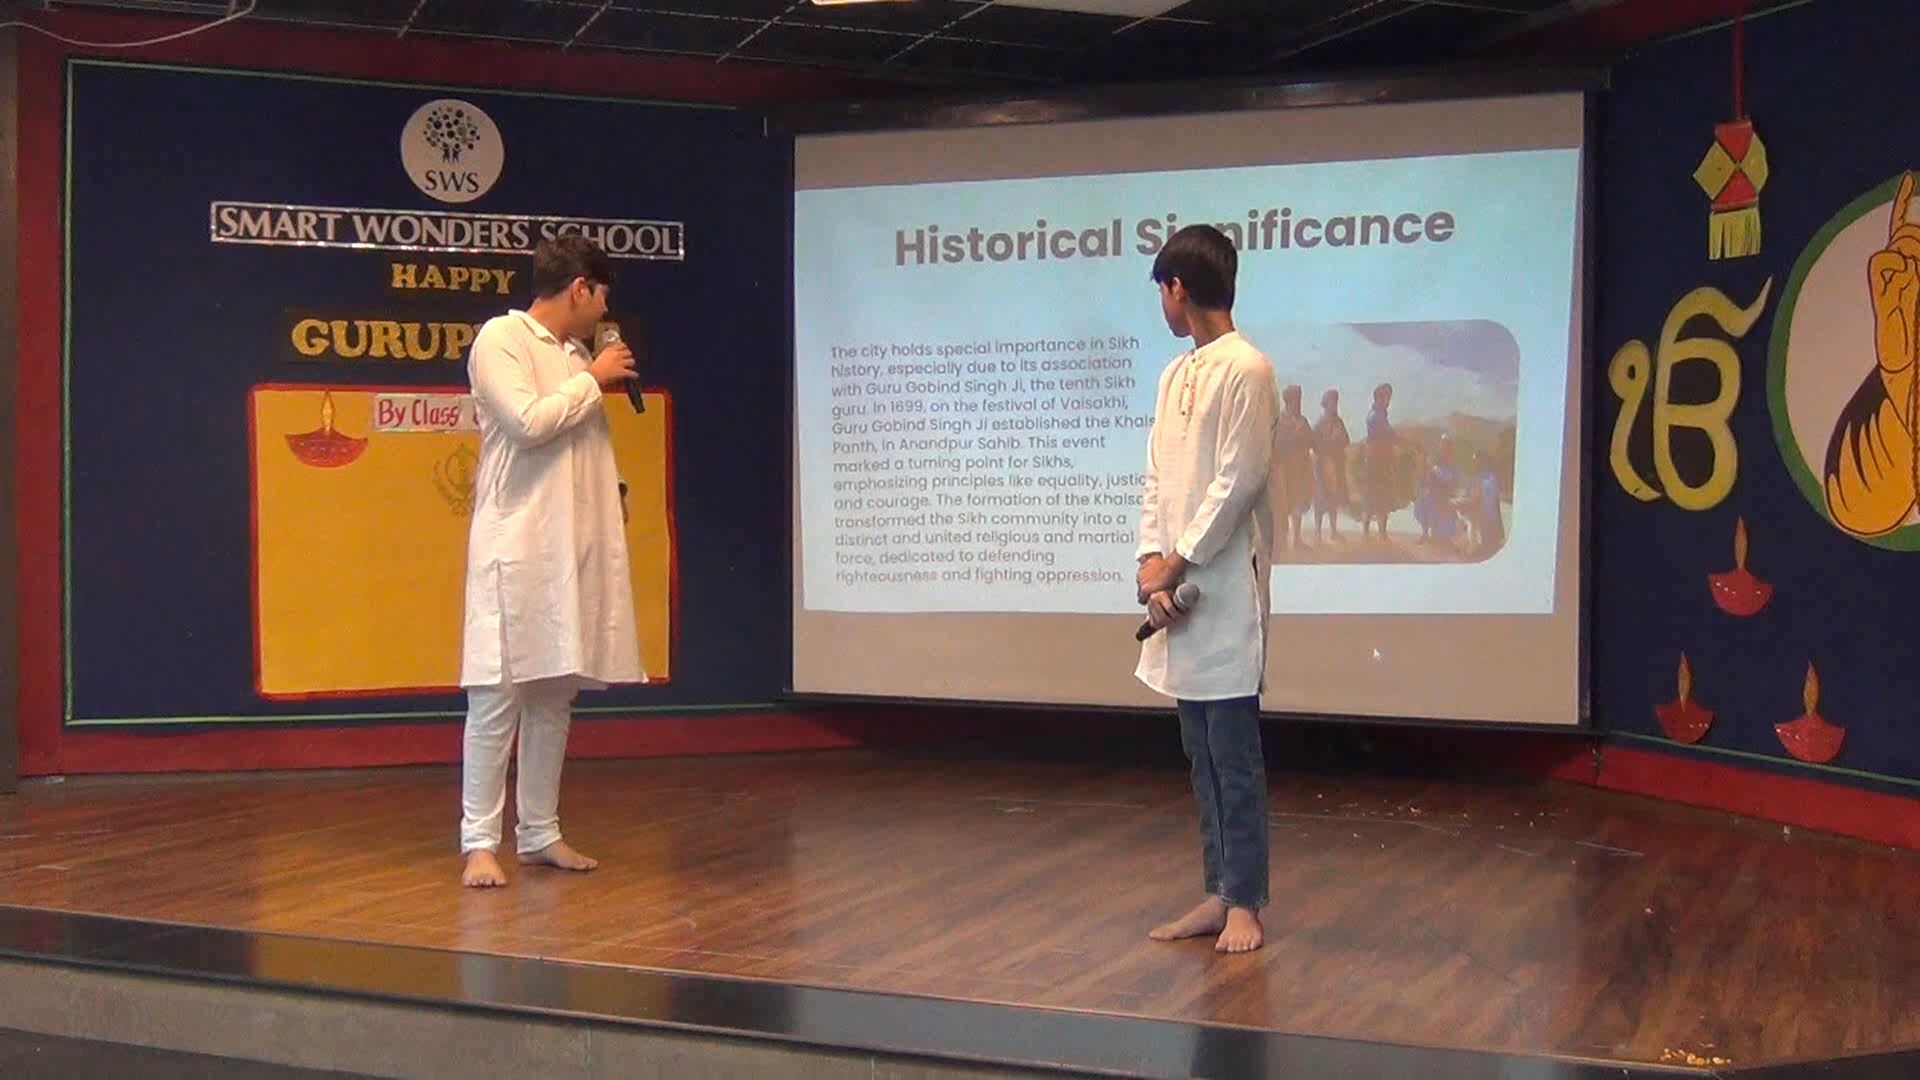 SWS
SMART WONDERS SCHOOL
HAPPY
GURUP
By Class
Historical Significance
The city holds special importance in Sikh
history, especially due to its association
with Guru Gobind Singh Ji, the tenth Sikh
guru. In 1699, on the festival of Vaisakhi,
Guru Gobind Singh Ji established the Khals
Panth, in Anandpur Sahib. This event
marked a turning point for Sikhs,
emphasizing principles like equality, justic
and courage. The formation of the Khalsa
transformed the Sikh community into a
distinct and united religious and martial
force, dedicated to defending
righteousness and fighting oppression.
ੴ